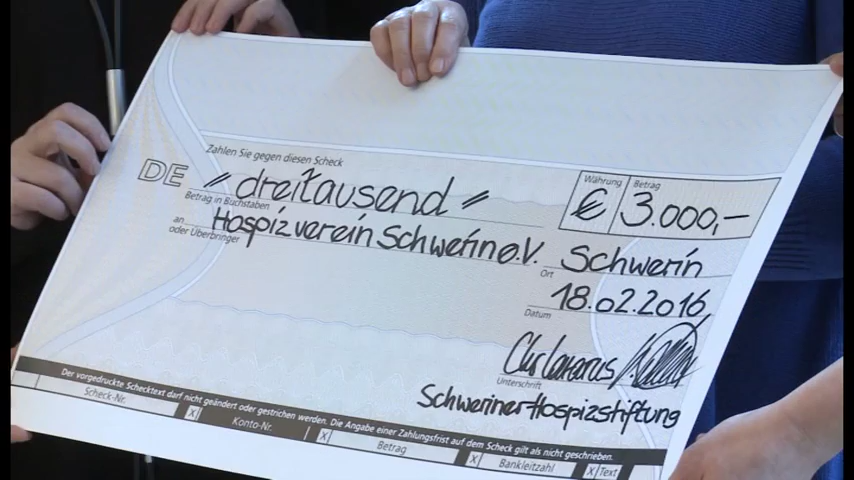 Zahlen Sie gegen diesen Scheck
DE
Währung Betrag
" dreitausend "
€ 3.000,-
Betrag in Buchstaben
an Hospizverein Schwerin e.V.
oder Überbringer
Schwerin
Ort
18.02.2016
Datum
Unterschrift
Schweriner Hospizstiftung
Der vorgedruckte Schecktext darf nicht geändert oder gestrichen werden. Die Angabe einer Zahlungsfrist auf dem Scheck gilt als nicht geschrieben.
Scheck-Nr. X Konto-Nr. X Betrag X Bankleitzahl X Text